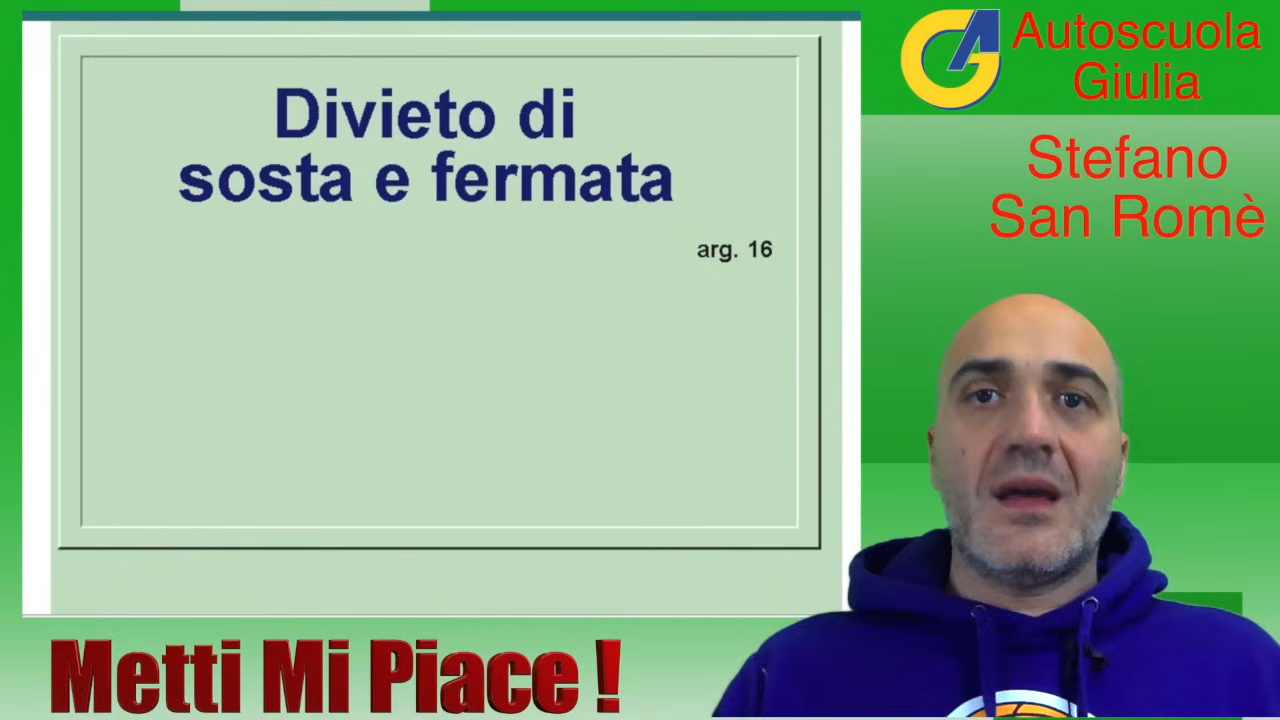 Divieto di
sosta e fermata
arg. 16
Autoscuola
Giulia
Stefano
San Romè
Metti Mi Piace !